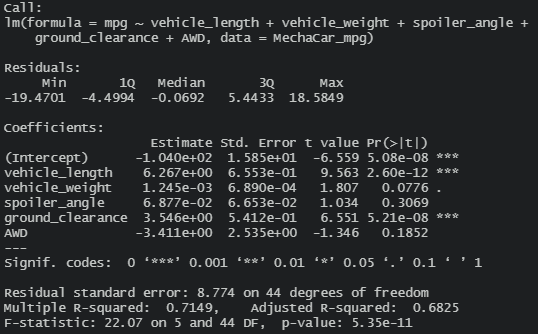 Call:
lm(formula = mpg ~ vehicle_length + vehicle_weight + spoiler_angle +
    ground_clearance + AWD, data = MechaCar_mpg)

Residuals:
     Min       1Q   Median       3Q      Max
-19.4701  -4.4994  -0.0692   5.4433  18.5849

Coefficients:
                   Estimate Std. Error t value Pr(>|t|)
(Intercept)      -1.040e+02  1.585e+01  -6.559 5.08e-08 ***
vehicle_length    6.267e+00  6.553e-01   9.563 2.60e-12 ***
vehicle_weight    1.245e-03  6.890e-04   1.807   0.0776 .
spoiler_angle     6.877e-02  6.653e-02   1.034   0.3069
ground_clearance  3.546e+00  5.412e-01   6.551 5.21e-08 ***
AWD              -3.411e+00  2.535e+00  -1.346   0.1852
---
Signif. codes:  0 ‘***’ 0.001 ‘**’ 0.01 ‘*’ 0.05 ‘.’ 0.1 ‘ ’ 1

Residual standard error: 8.774 on 44 degrees of freedom
Multiple R-squared:  0.7149,    Adjusted R-squared:  0.6825
F-statistic: 22.07 on 5 and 44 DF,  p-value: 5.35e-11